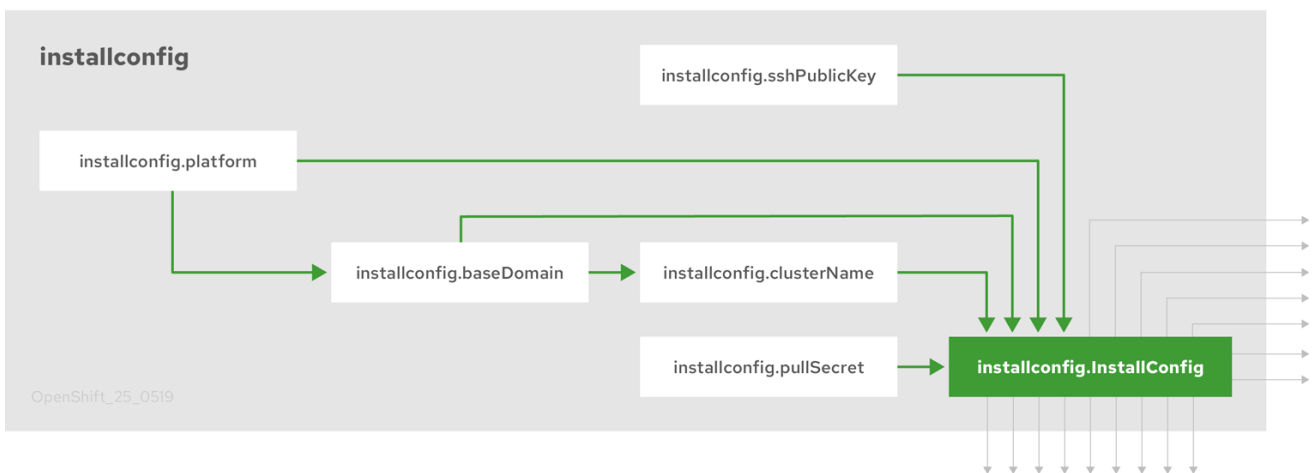 installconfig
installconfig.sshPublicKey
installconfig.platform
installconfig.baseDomain
installconfig.clusterName
installconfig.pullSecret
installconfig.InstallConfig
OpenShift_25_0519